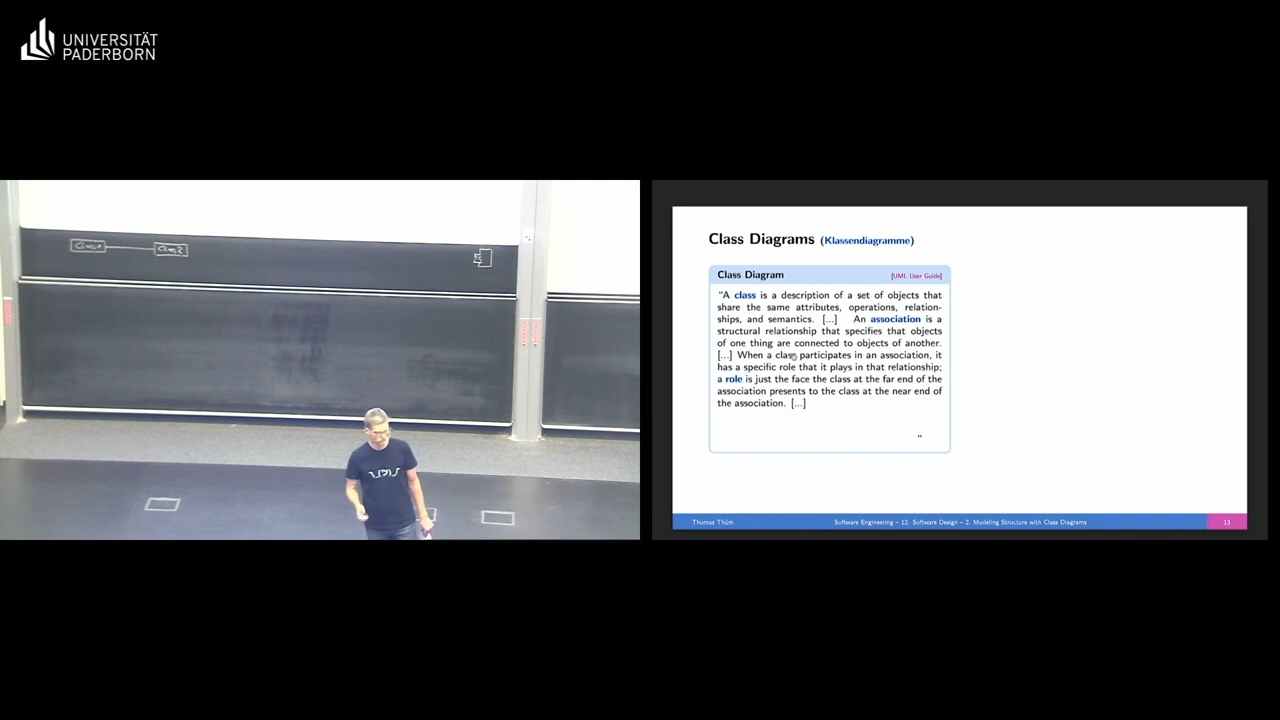 UNIVERSITÄT
PADERBORN
Class Diagrams (Klassendiagramme)
Class Diagram [UML User Guide]
"A class is a description of a set of objects that
share the same attributes, operations, relation-
ships, and semantics. [...] An association is a
structural relationship that specifies that objects
of one thing are connected to objects of another.
[...] When a class participates in an association, it
has a specific role that it plays in that relationship;
a role is just the face the class at the far end of the
association presents to the class at the near end of
the association. [...]
"
Thomas Thüm Software Engineering – 12. Software Design – 2. Modeling Structure with Class Diagrams 13
Class2